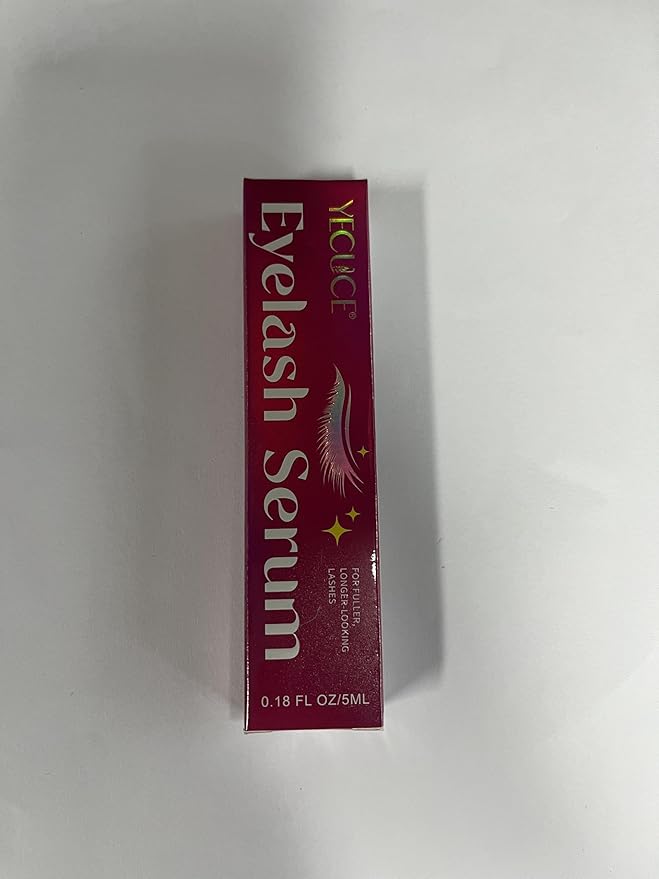 YECUCE®
Eyelash Serum
FOR FULLER,
LONGER-LOOKING
LASHES
0.18 FL OZ/5ML